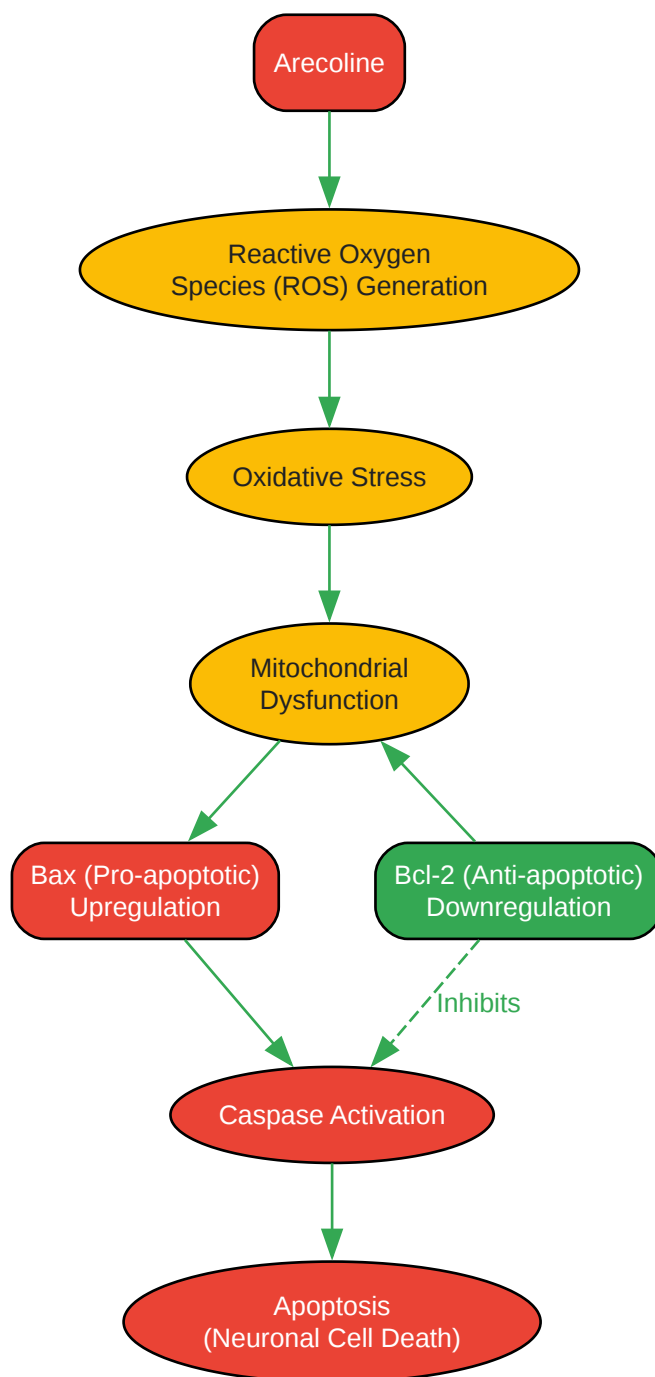 Arecoline
Reactive Oxygen
Species (ROS) Generation
Oxidative Stress
Mitochondrial
Dysfunction
Bax (Pro-apoptotic)
Upregulation
Bcl-2 (Anti-apoptotic)
Downregulation
Inhibits
Caspase Activation
Apoptosis
(Neuronal Cell Death)